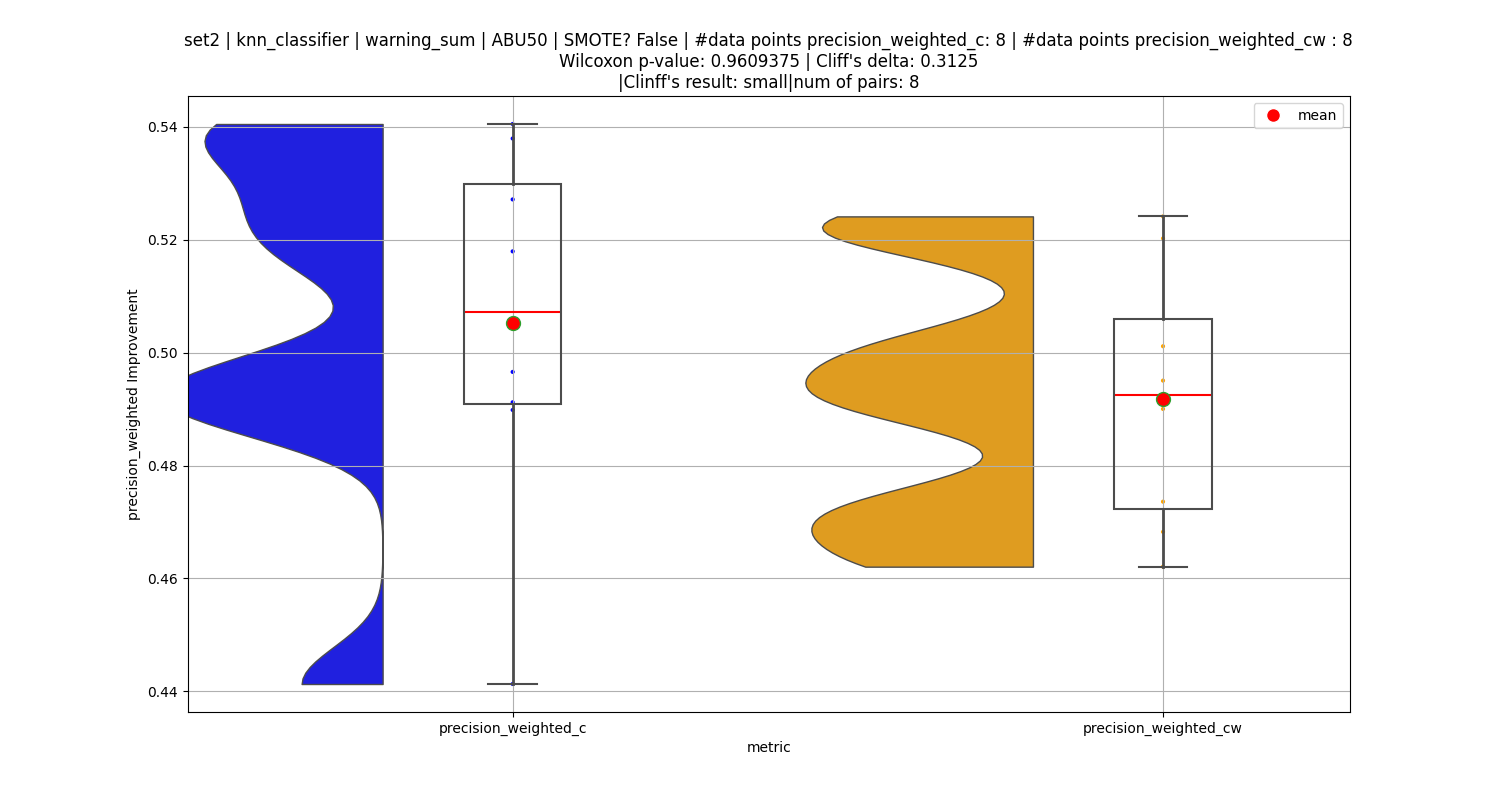 set2 | knn_classifier | warning_sum | ABU50 | SMOTE? False | #data points precision_weighted_c: 8 | #data points precision_weighted_cw : 8
Wilcoxon p-value: 0.9609375 | Cliff's delta: 0.3125
|Clinff's result: small|num of pairs: 8
mean
0.54
0.52
0.50
0.48
0.46
0.44
precision_weighted Improvement
precision_weighted_c
precision_weighted_cw
metric